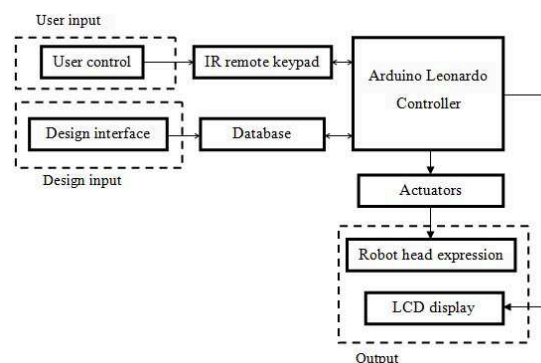 User input
User control
IR remote keypad
Arduino Leonardo
Controller
Design interface
Database
Design input
Actuators
Robot head expression
LCD display
Output